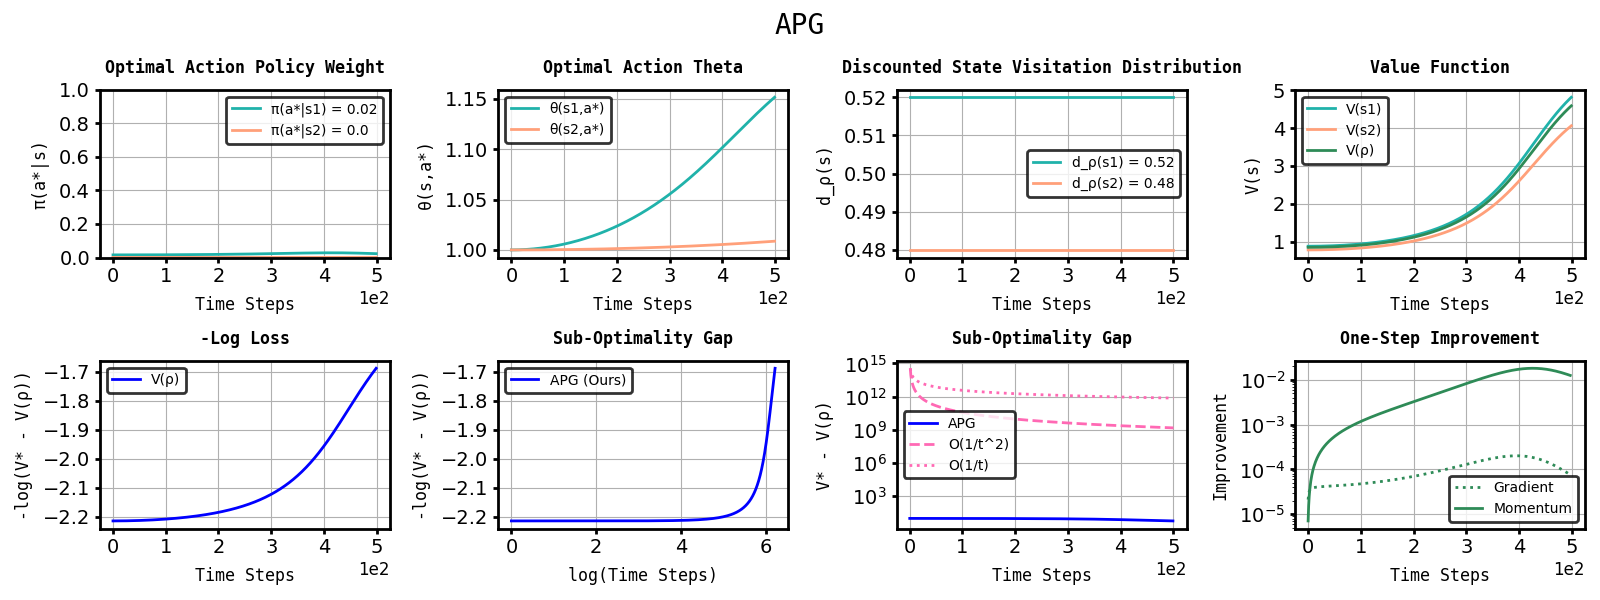 APG
Optimal Action Policy Weight
π(a*|s)
1.0
0.8
0.6
0.4
0.2
0.0
π(a*|s1) = 0.02
π(a*|s2) = 0.0
0 1 2 3 4 5
1e2
Time Steps
Optimal Action Theta
θ(s,a*)
1.15
1.10
1.05
1.00
θ(s1,a*)
θ(s2,a*)
0 1 2 3 4 5
1e2
Time Steps
Discounted State Visitation Distribution
d_ρ(s)
0.52
0.51
0.50
0.49
0.48
d_ρ(s1) = 0.52
d_ρ(s2) = 0.48
0 1 2 3 4 5
1e2
Time Steps
Value Function
V(s)
5
4
3
2
1
V(s1)
V(s2)
V(ρ)
0 1 2 3 4 5
1e2
Time Steps
-Log Loss
-log(V* - V(ρ))
−1.7
−1.8
−1.9
−2.0
−2.1
−2.2
V(ρ)
0 1 2 3 4 5
1e2
Time Steps
Sub-Optimality Gap
-log(V* - V(ρ))
−1.7
−1.8
−1.9
−2.0
−2.1
−2.2
APG (Ours)
0 2 4 6
log(Time Steps)
Sub-Optimality Gap
V* - V(ρ)
10¹⁵
10¹²
10⁹
10⁶
10³
APG
O(1/t^2)
O(1/t)
0 1 2 3 4 5
1e2
Time Steps
One-Step Improvement
Improvement
10⁻²
10⁻³
10⁻⁴
10⁻⁵
Gradient
Momentum
0 1 2 3 4 5
1e2
Time Steps